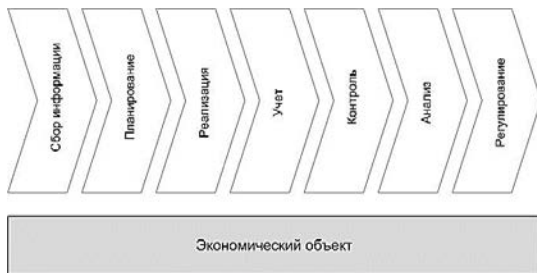 Сбор информации
Планирование
Реализация
Учет
Контроль
Анализ
Регулирование
Экономический объект